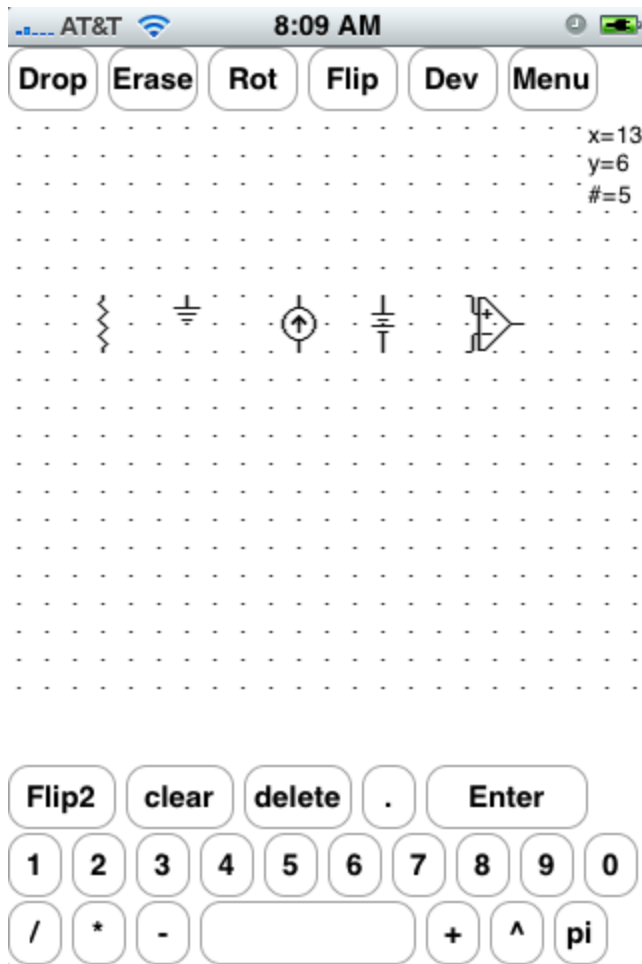 AT&T 8:09 AM
Drop Erase Rot Flip Dev Menu
x=13
y=6
#=5
+
-
Flip2 clear delete . Enter
1 2 3 4 5 6 7 8 9 0
/ * - + ^ pi